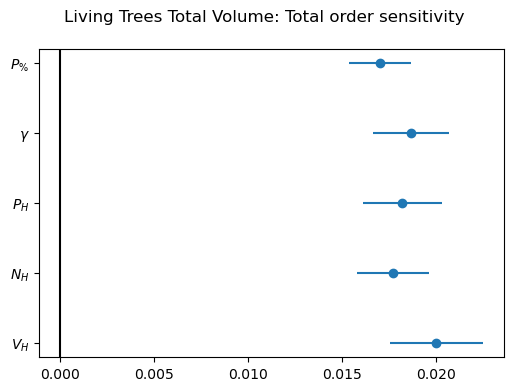 Living Trees Total Volume: Total order sensitivity
P%
γ
P_H
N_H
V_H
0.000 0.005 0.010 0.015 0.020